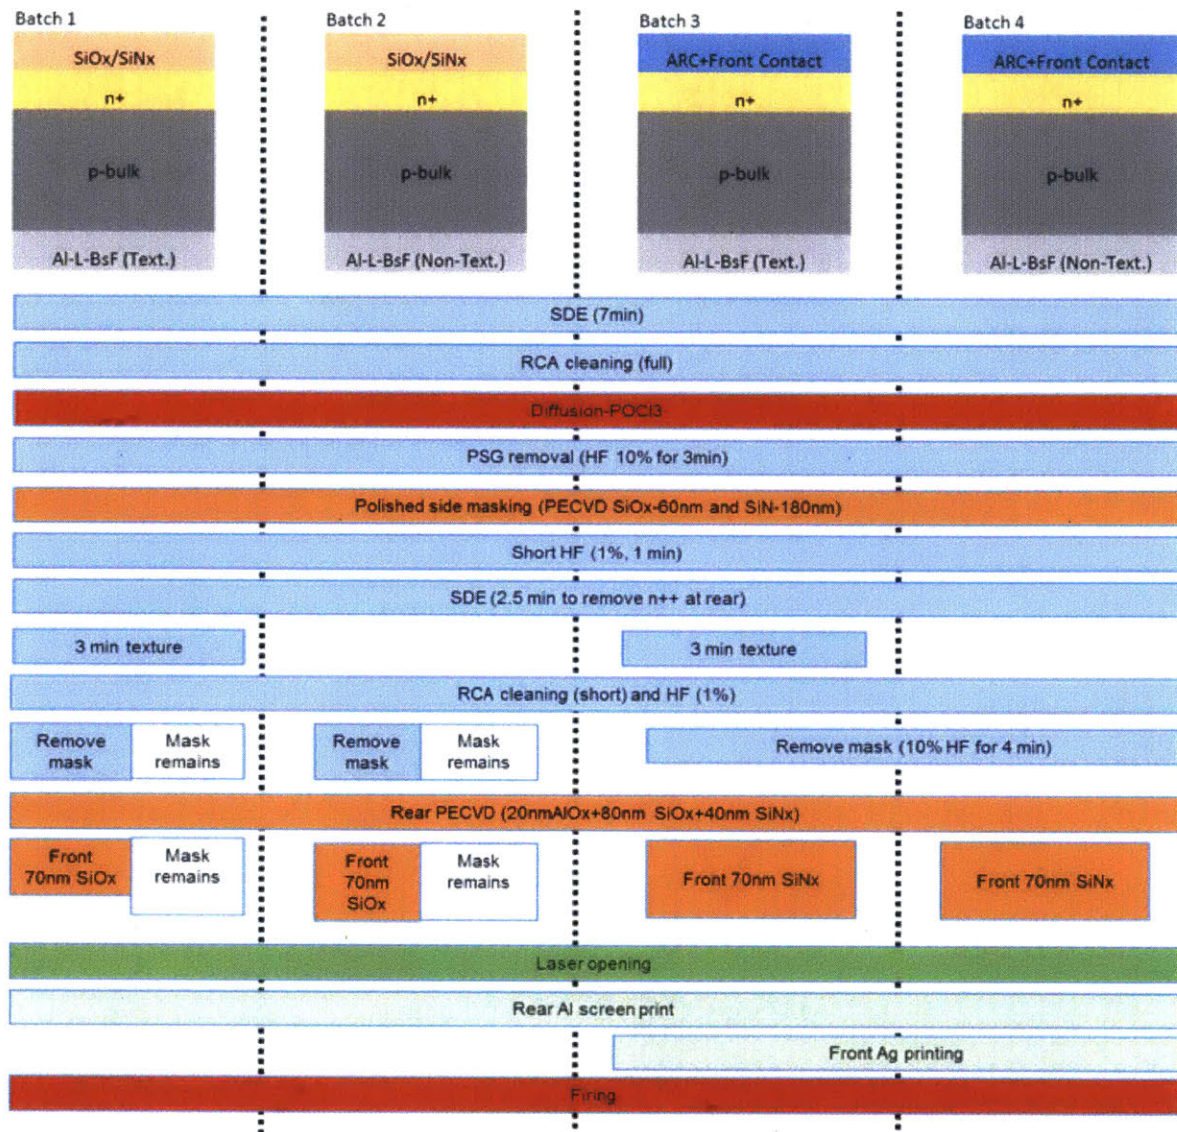 Batch 1
Batch 2
Batch 3
Batch 4
SiOx/SiNx
SiOx/SiNx
ARC+Front Contact
ARC+Front Contact
n+
n+
n+
n+
p-bulk
p-bulk
p-bulk
p-bulk
Al-L-BsF (Text.)
Al-L-BsF (Non-Text.)
Al-L-BsF (Text.)
Al-L-BsF (Non-Text.)
SDE (7min)
RCA cleaning (full)
Diffusion-POCl3
PSG removal (HF 10% for 3min)
Polished side masking (PECVD SiOx-60nm and SiN-180nm)
Short HF (1%, 1 min)
SDE (2.5 min to remove n++ at rear)
3 min texture
3 min texture
RCA cleaning (short) and HF (1%)
Remove
mask
Mask
remains
Remove
mask
Mask
remains
Remove mask (10% HF for 4 min)
Rear PECVD (20nmAlOx+80nm SiOx+40nm SiNx)
Front
70nm SiOx
Mask
remains
Front
70nm
SiOx
Mask
remains
Front 70nm SiNx
Front 70nm SiNx
Laser opening
Rear Al screen print
Front Ag printing
Firing